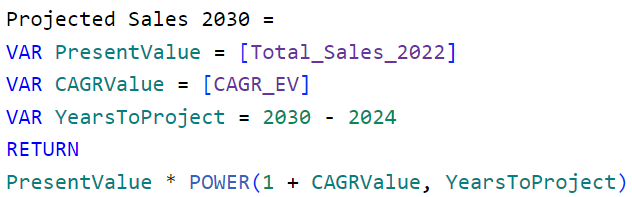 Projected Sales 2030 =
VAR PresentValue = [Total_Sales_2022]
VAR CAGRValue = [CAGR_EV]
VAR YearsToProject = 2030 - 2024
RETURN
PresentValue * POWER(1 + CAGRValue, YearsToProject)